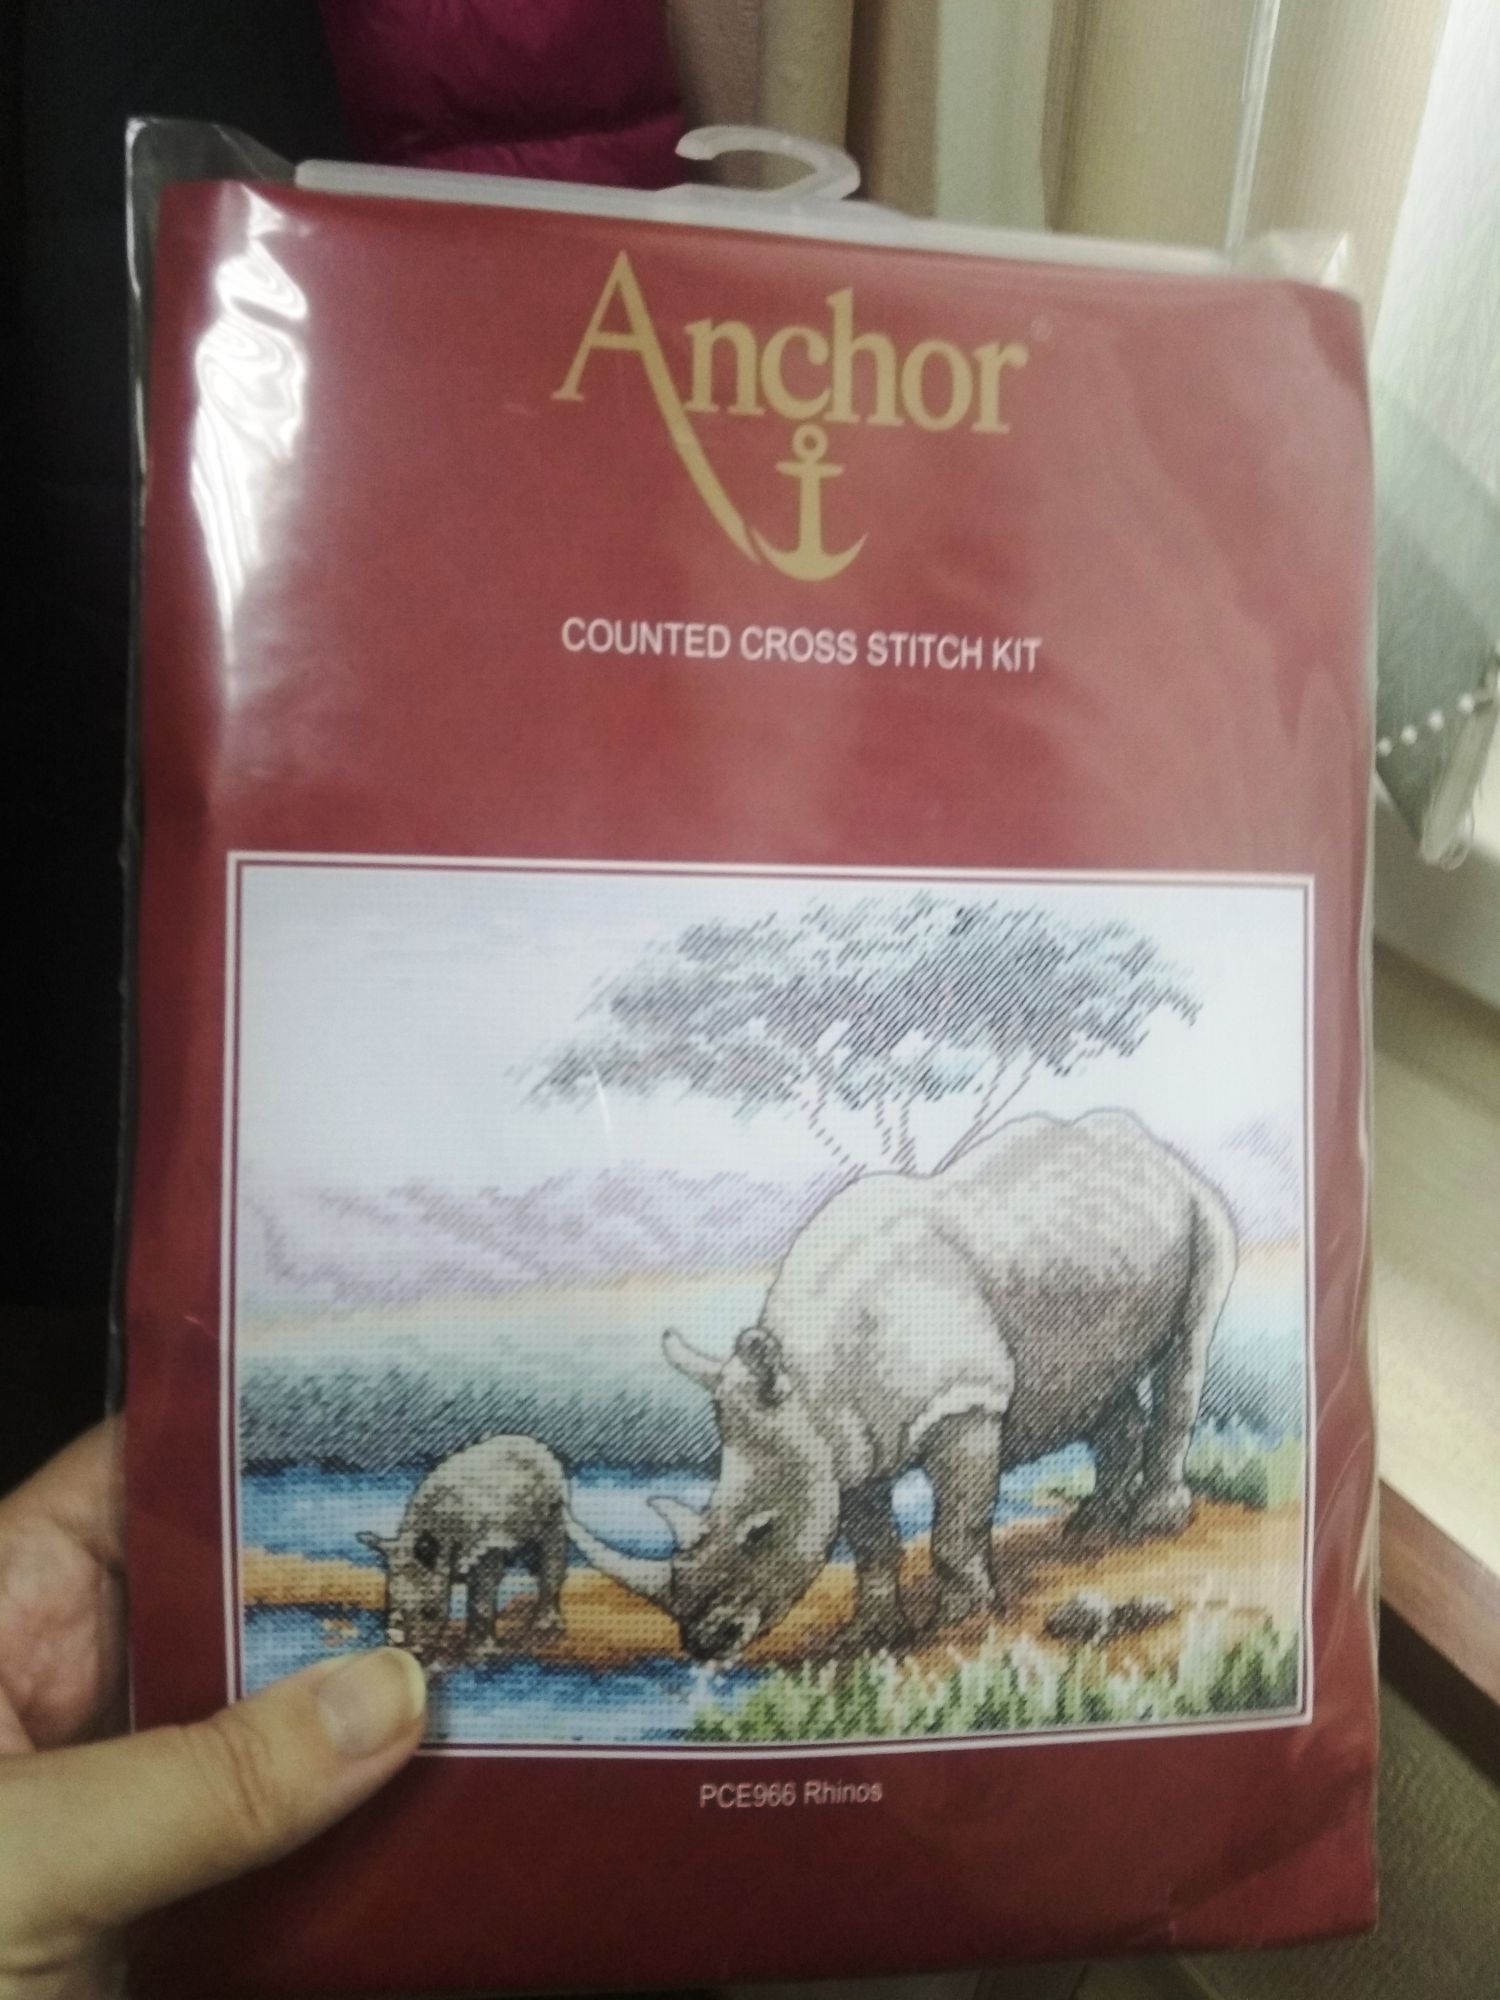 Anchor®
COUNTED CROSS STITCH KIT
PCE966 Rhinos